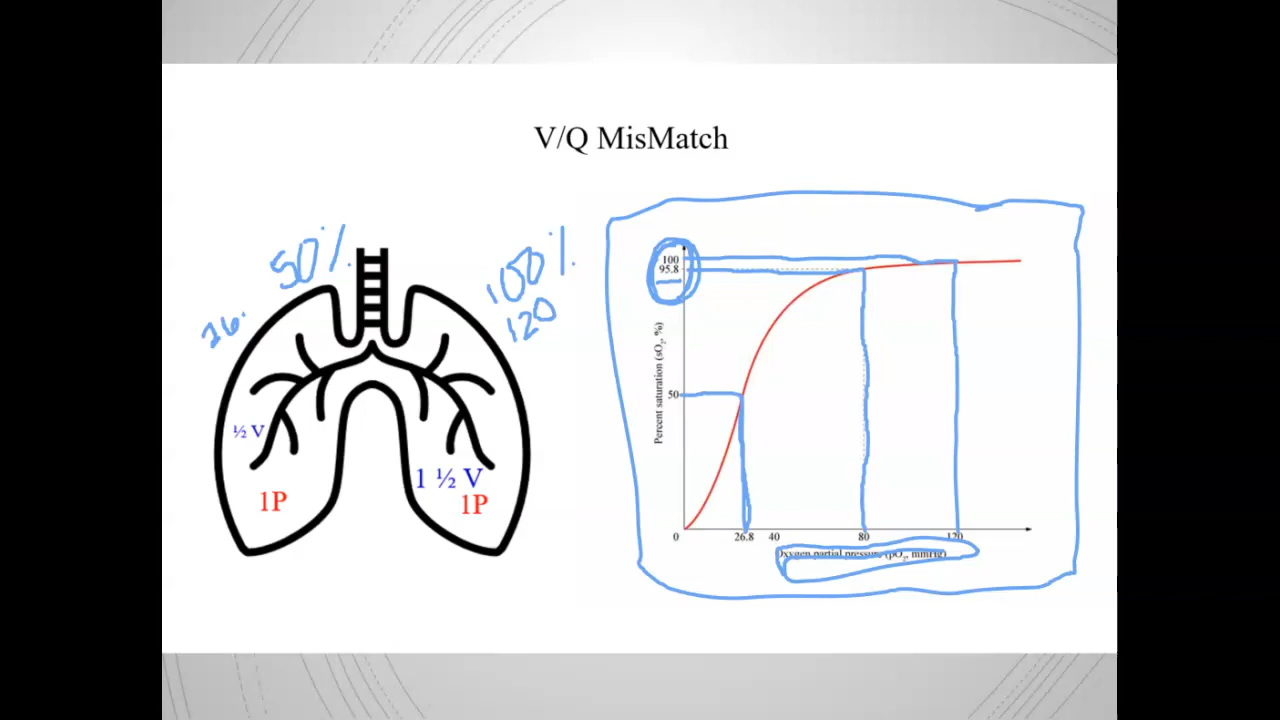 V/Q MisMatch
50%
100%
26.
120
½ V
1P
1 ½ V
1P
100
95.8
50
Percent saturation (sO2, %)
0
26.8
40
80
120
Oxygen partial pressure (pO2, mmHg)